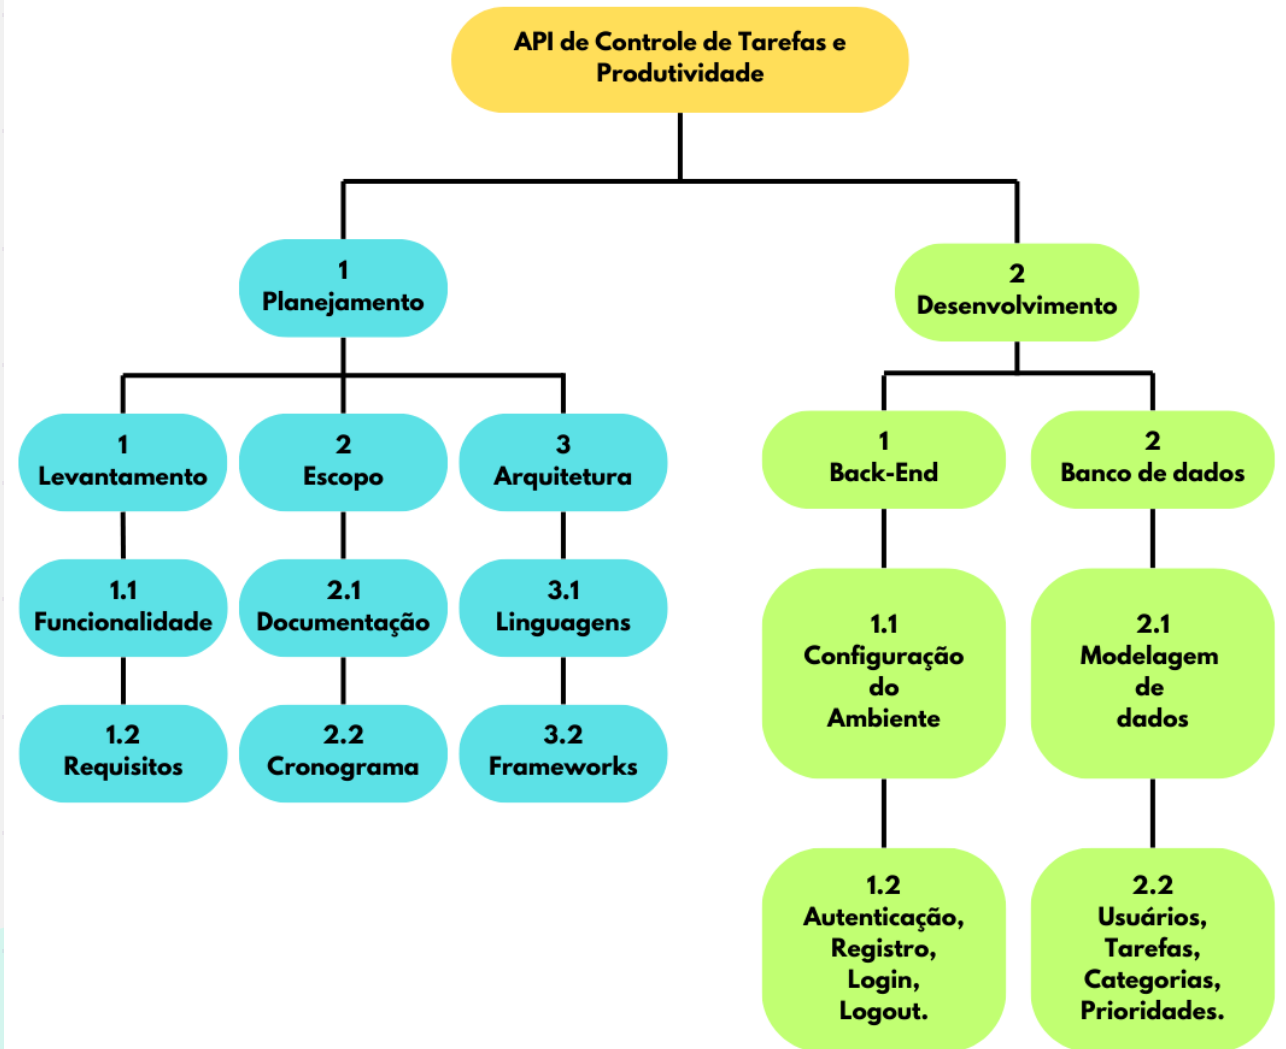 API de Controle de Tarefas e
Produtividade
1
Planejamento
2
Desenvolvimento
1
Levantamento
2
Escopo
3
Arquitetura
1
Back-End
2
Banco de dados
1.1
Funcionalidade
2.1
Documentação
3.1
Linguagens
1.1
Configuração
do
Ambiente
2.1
Modelagem
de
dados
1.2
Requisitos
2.2
Cronograma
3.2
Frameworks
1.2
Autenticação,
Registro,
Login,
Logout.
2.2
Usuários,
Tarefas,
Categorias,
Prioridades.